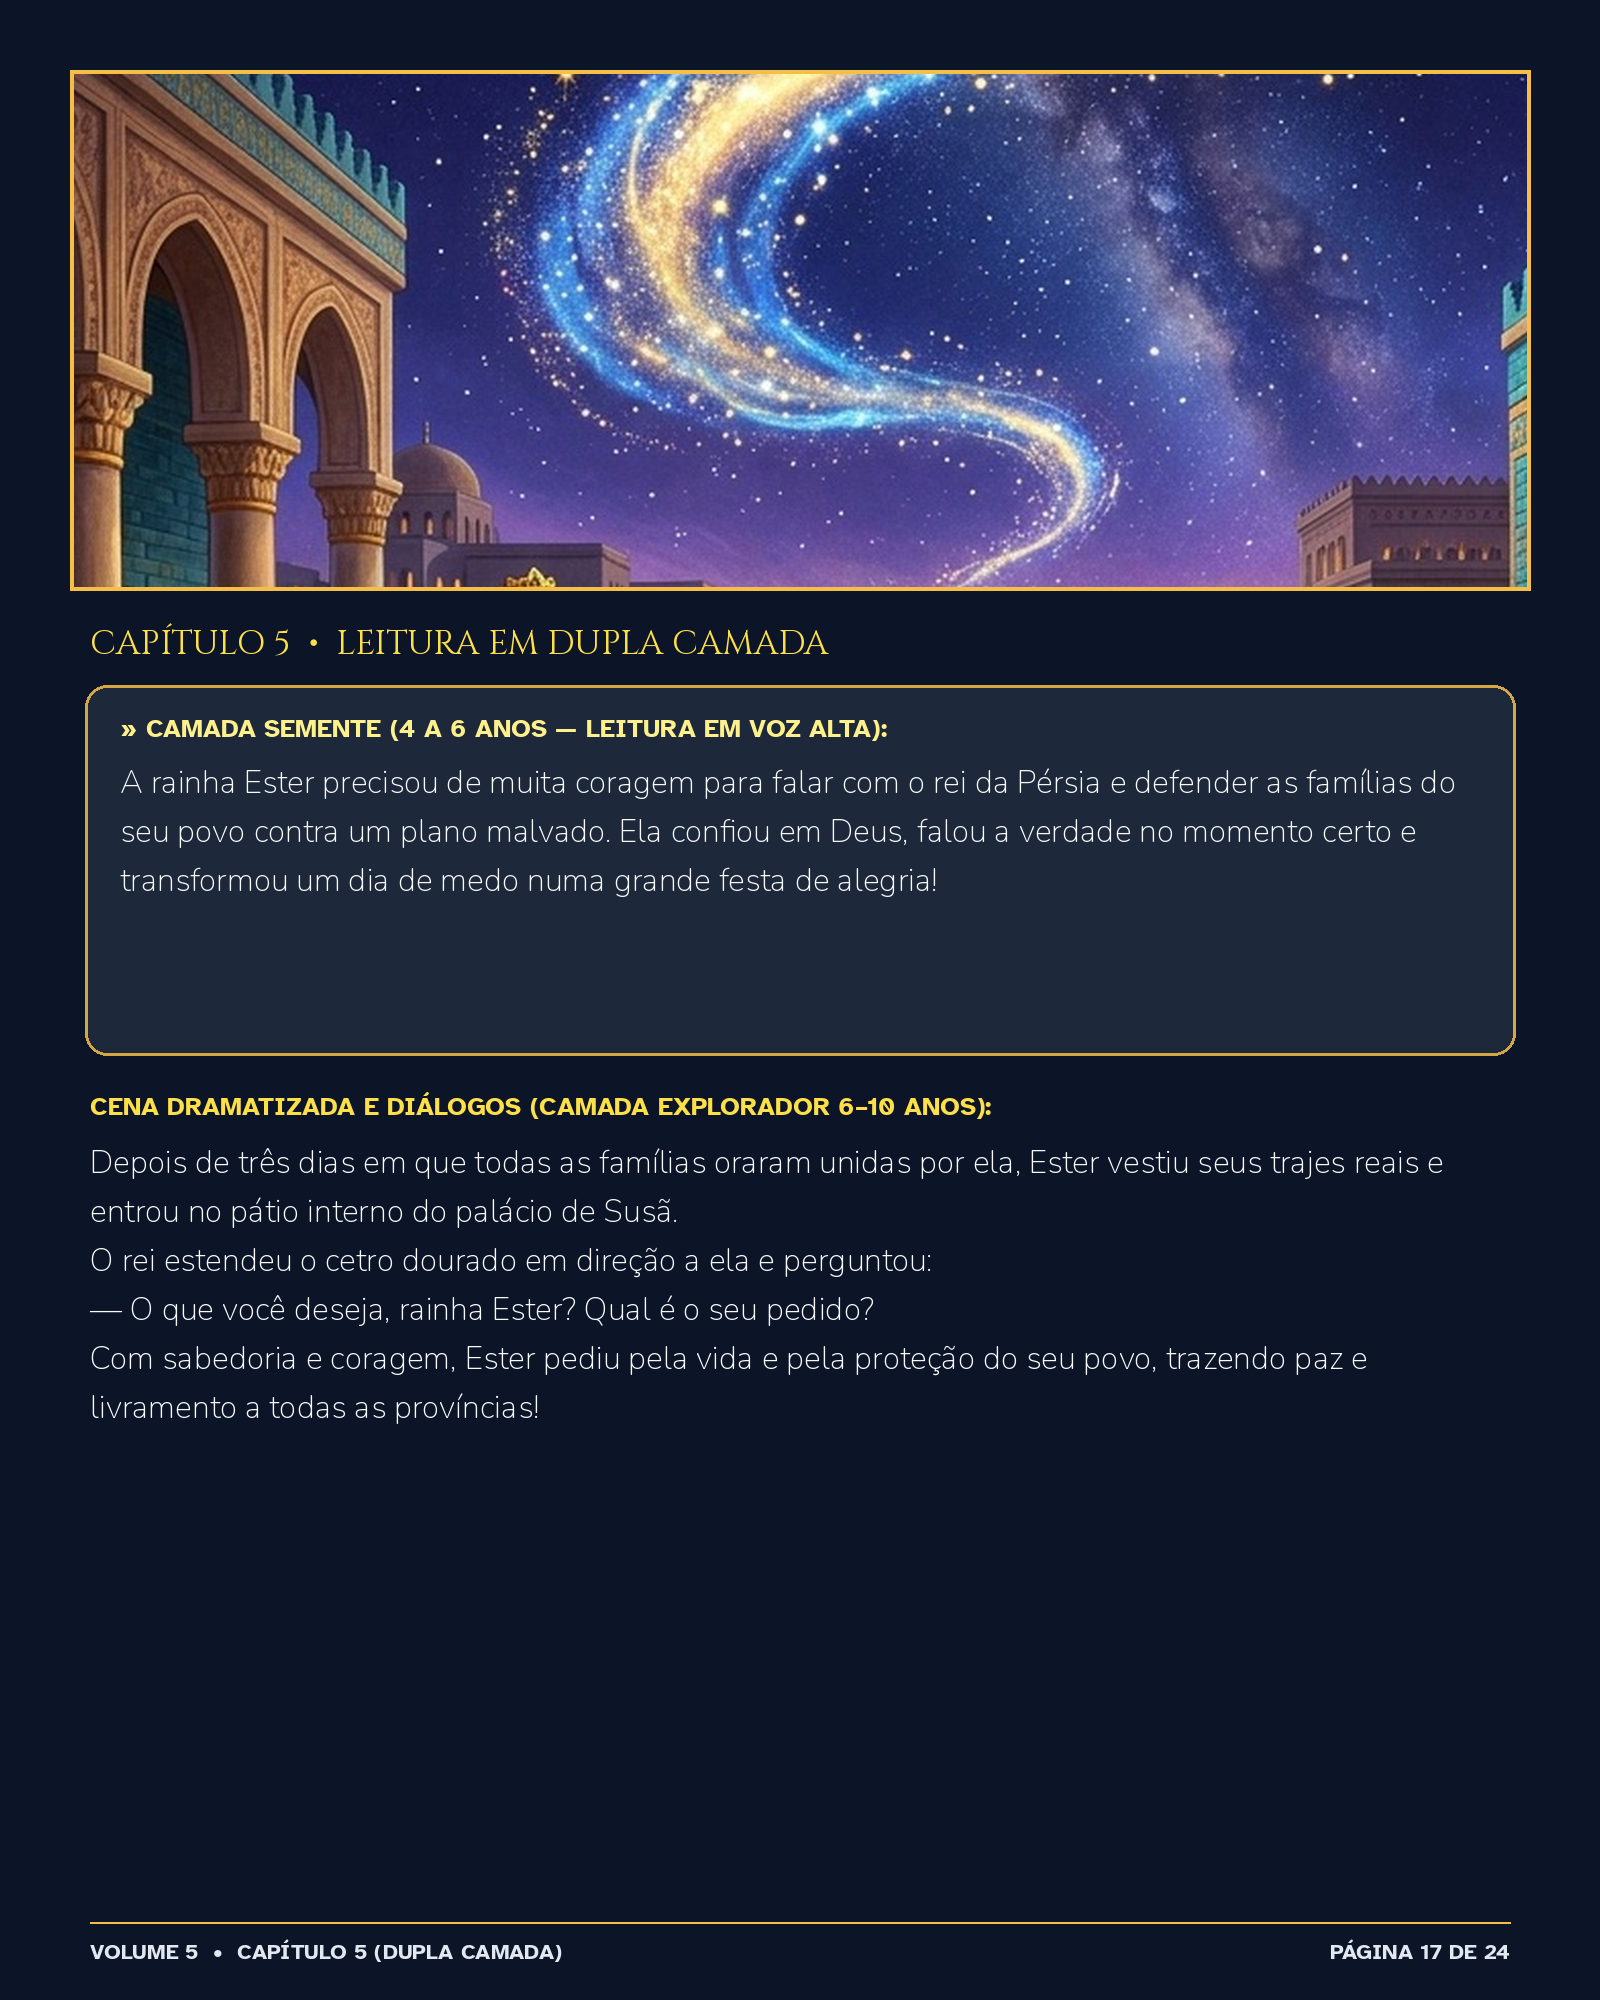 CAPÍTULO 5 • LEITURA EM DUPLA CAMADA
» CAMADA SEMENTE (4 A 6 ANOS — LEITURA EM VOZ ALTA):
A rainha Ester precisou de muita coragem para falar com o rei da Pérsia e defender as famílias do
seu povo contra um plano malvado. Ela confiou em Deus, falou a verdade no momento certo e
transformou um dia de medo numa grande festa de alegria!
CENA DRAMATIZADA E DIÁLOGOS (CAMADA EXPLORADOR 6–10 ANOS):
Depois de três dias em que todas as famílias oraram unidas por ela, Ester vestiu seus trajes reais e
entrou no pátio interno do palácio de Susã.
O rei estendeu o cetro dourado em direção a ela e perguntou:
— O que você deseja, rainha Ester? Qual é o seu pedido?
Com sabedoria e coragem, Ester pediu pela vida e pela proteção do seu povo, trazendo paz e
livramento a todas as províncias!
VOLUME 5 • CAPÍTULO 5 (DUPLA CAMADA)
PÁGINA 17 DE 24